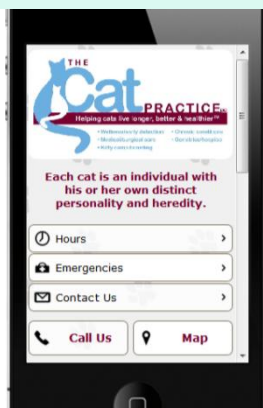 THE
Cat
PRACTICE
Helping cats live longer, better & healthier
Each cat is an individual with
his or her own distinct
personality and heredity.
Hours
Emergencies
Contact Us
Call Us
Map